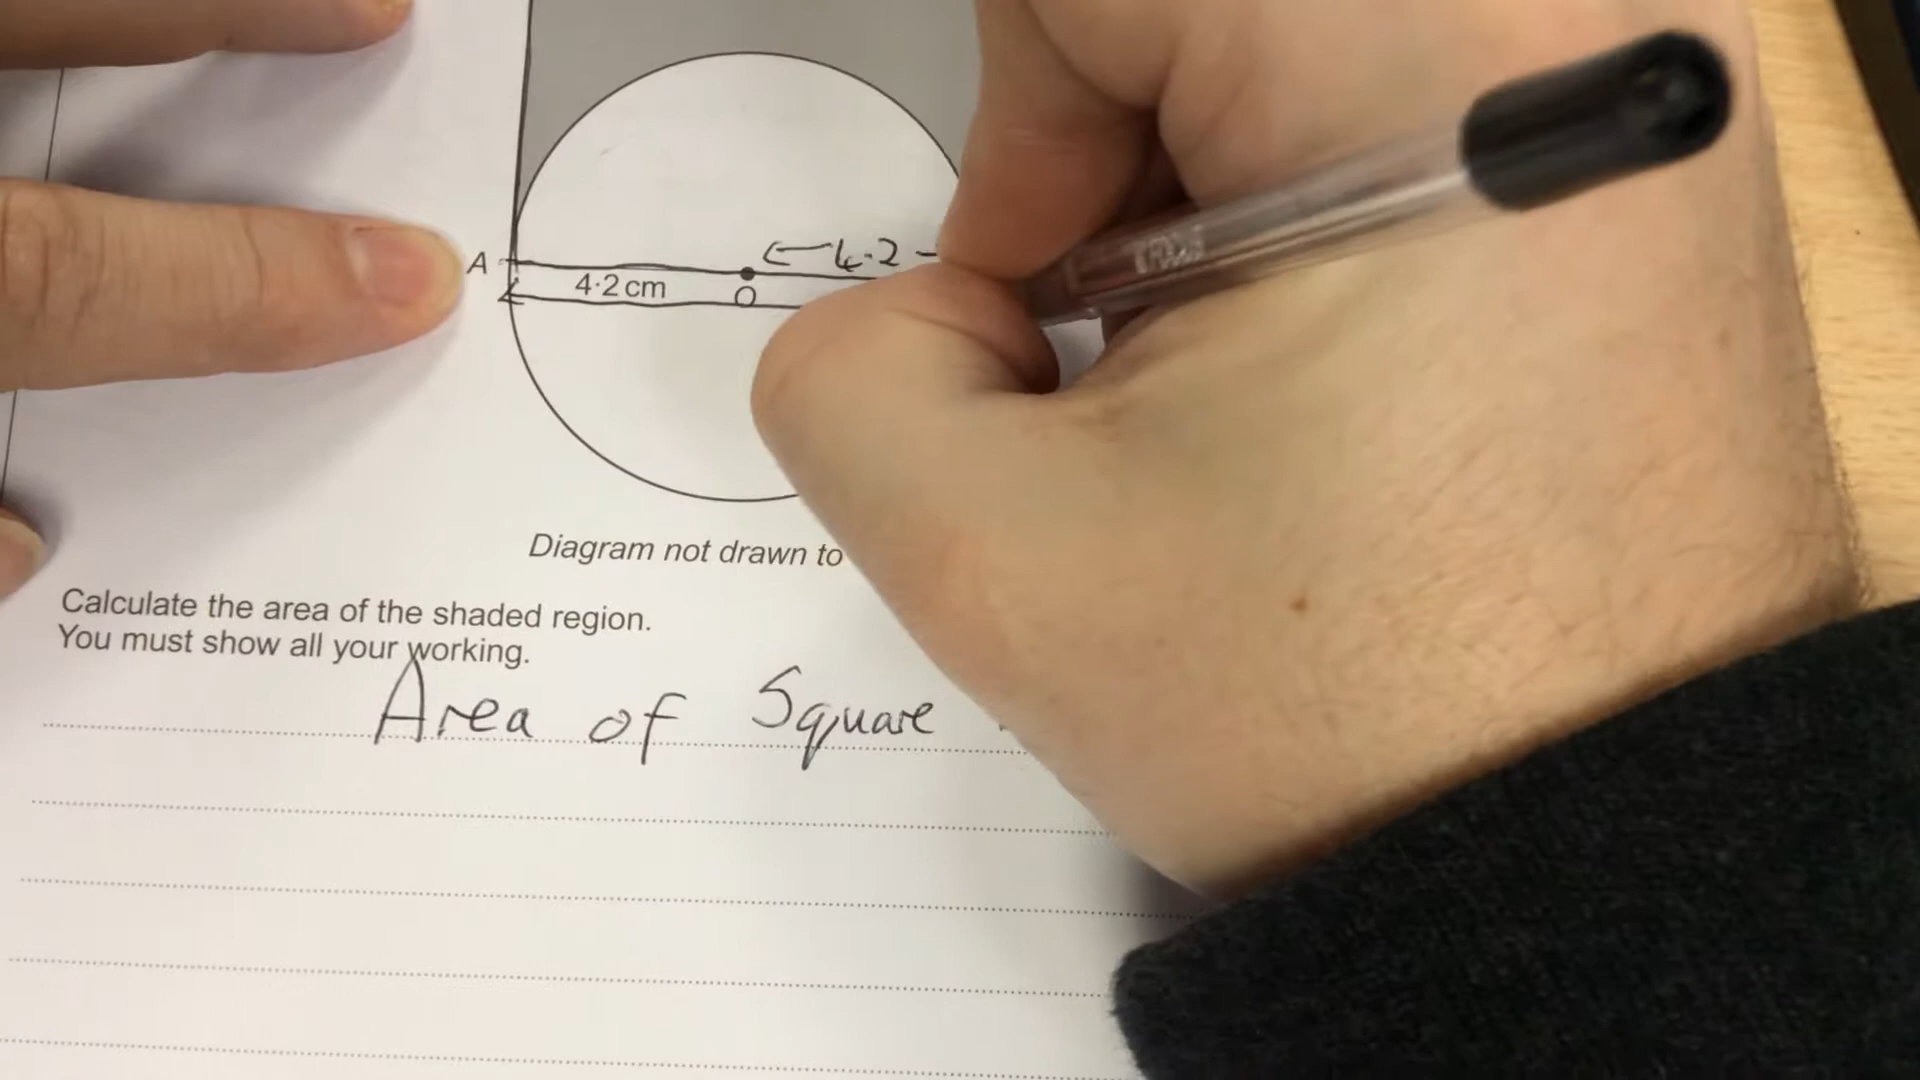 A
←4.2
4·2 cm
O
Diagram not drawn to
Calculate the area of the shaded region.
You must show all your working.
Area of Square